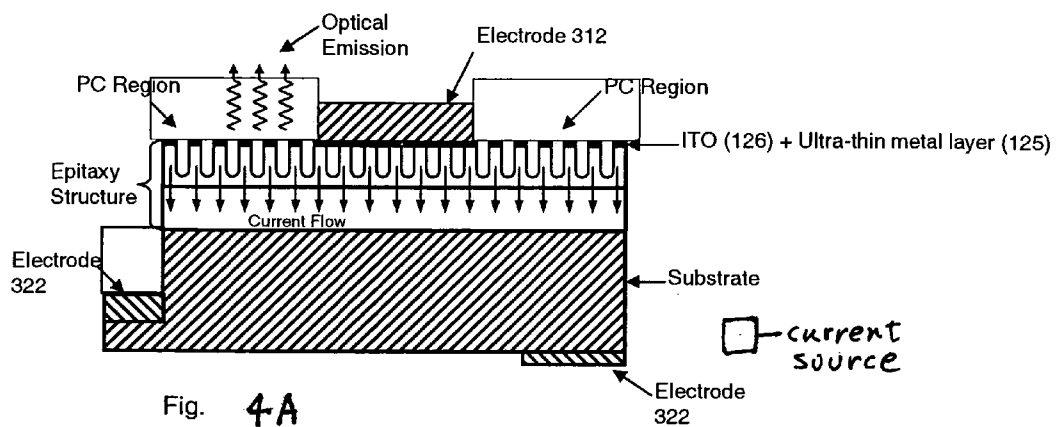 Optical
Emission
Electrode 312
PC Region
PC Region
ITO (126) + Ultra-thin metal layer (125)
Epitaxy
Structure
Current Flow
Electrode
322
Substrate
current
source
Electrode
322
Fig. 4-A